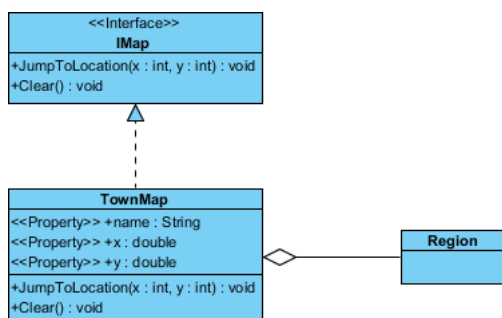 <<Interface>>
IMap
+JumpToLocation(x : int, y : int) : void
+Clear() : void
TownMap
<<Property>> +name : String
<<Property>> +x : double
<<Property>> +y : double
+JumpToLocation(x : int, y : int) : void
+Clear() : void
Region